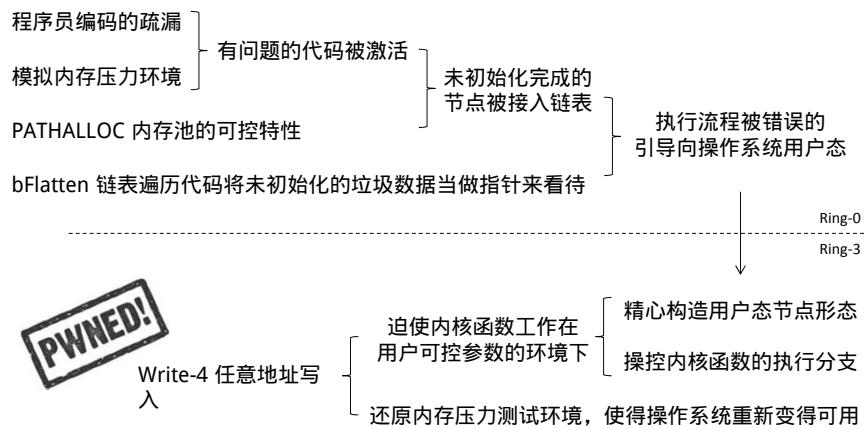 程序员编码的疏漏
有问题的代码被激活
模拟内存压力环境
未初始化完成的
节点被接入链表
PATHALLOC 内存池的可控特性
执行流程被错误的
引导向操作系统用户态
bFlatten 链表遍历代码将未初始化的垃圾数据当做指针来看待
Ring-0
Ring-3
精心构造用户态节点形态
迫使内核函数工作在
用户可控参数的环境下
操控内核函数的执行分支
PWNED!
Write-4 任意地址写
入
还原内存压力测试环境，使得操作系统重新变得可用